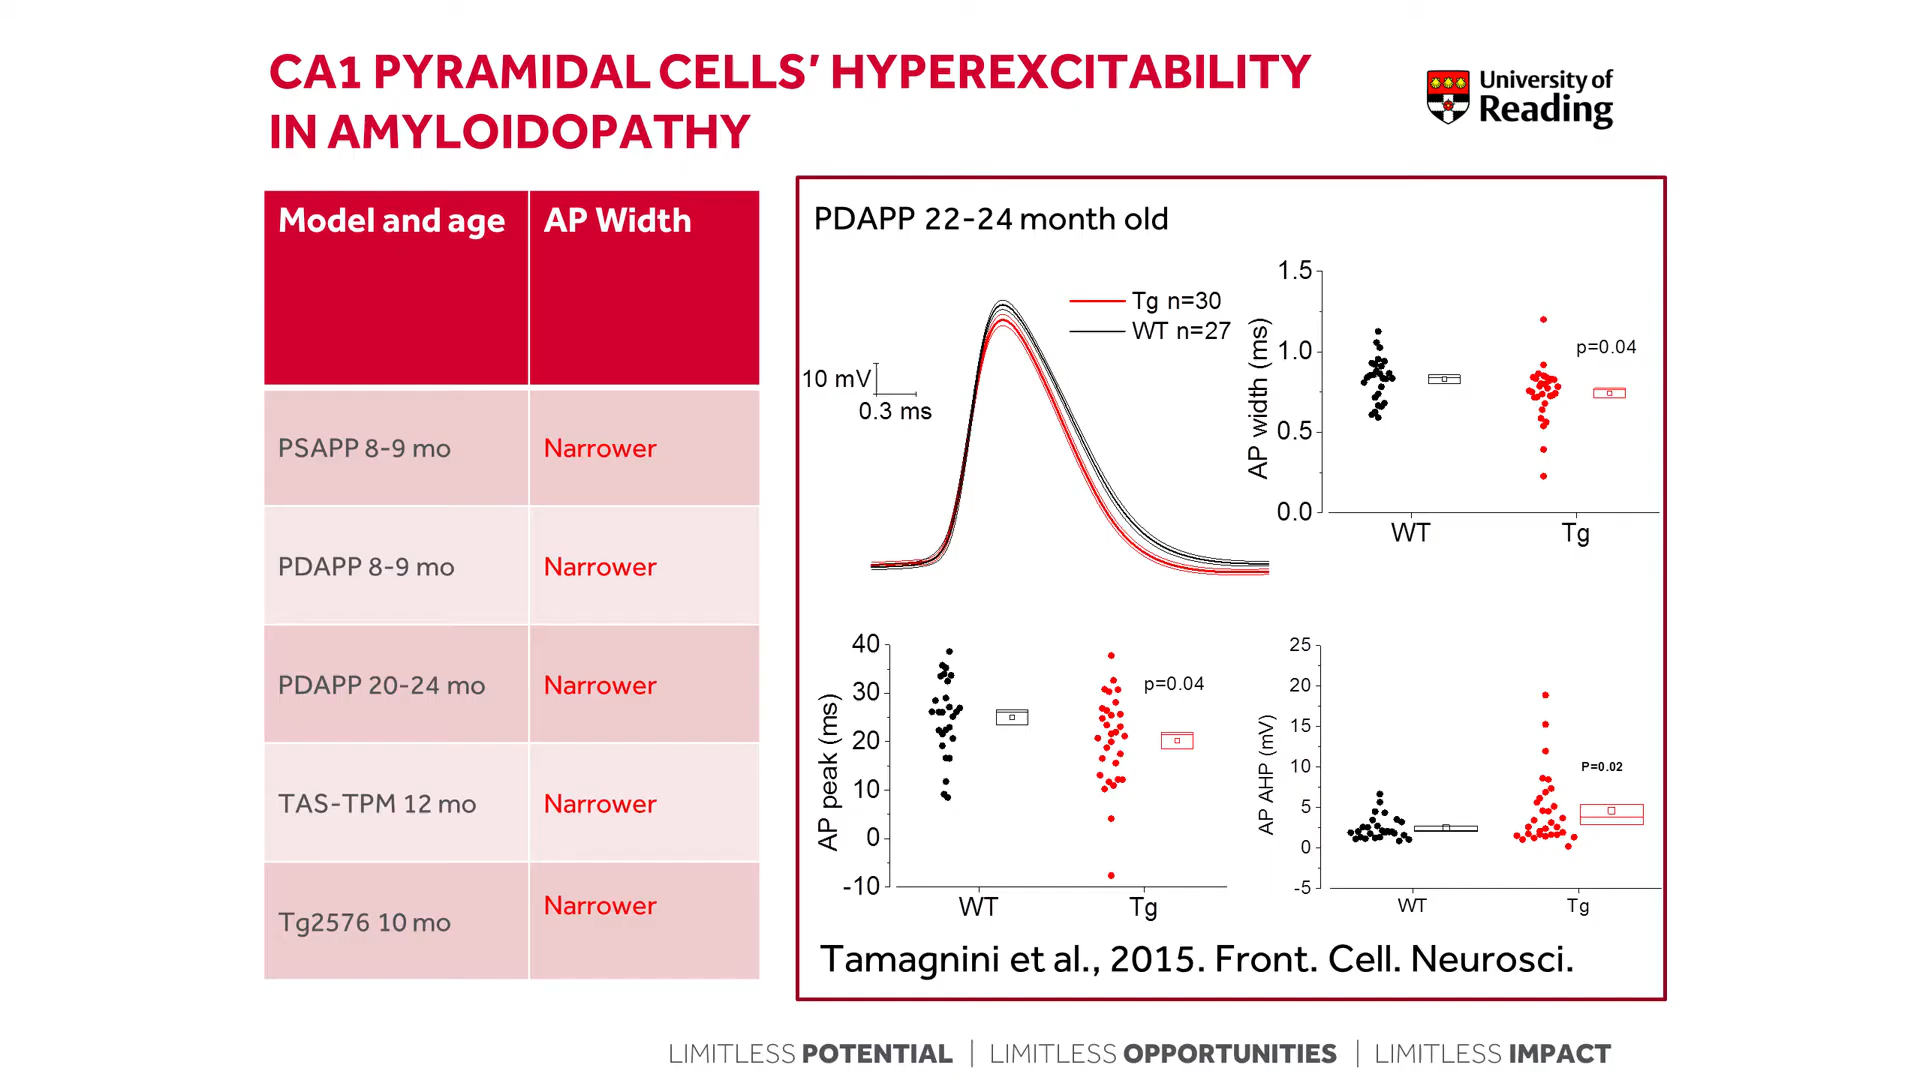 CA1 PYRAMIDAL CELLS’ HYPEREXCITABILITY
IN AMYLOIDOPATHY
University of
Reading
Model and age AP Width
PSAPP 8-9 mo Narrower
PDAPP 8-9 mo Narrower
PDAPP 20-24 mo Narrower
TAS-TPM 12 mo Narrower
Tg2576 10 mo Narrower
PDAPP 22-24 month old
Tg n=30
WT n=27
10 mV
0.3 ms
AP width (ms)
1.5
1.0
0.5
0.0
p=0.04
WT Tg
AP peak (ms)
40
30
20
10
0
-10
p=0.04
WT Tg
AP AHP (mV)
25
20
15
10
5
0
-5
P=0.02
WT Tg
Tamagnini et al., 2015. Front. Cell. Neurosci.
LIMITLESS POTENTIAL | LIMITLESS OPPORTUNITIES | LIMITLESS IMPACT